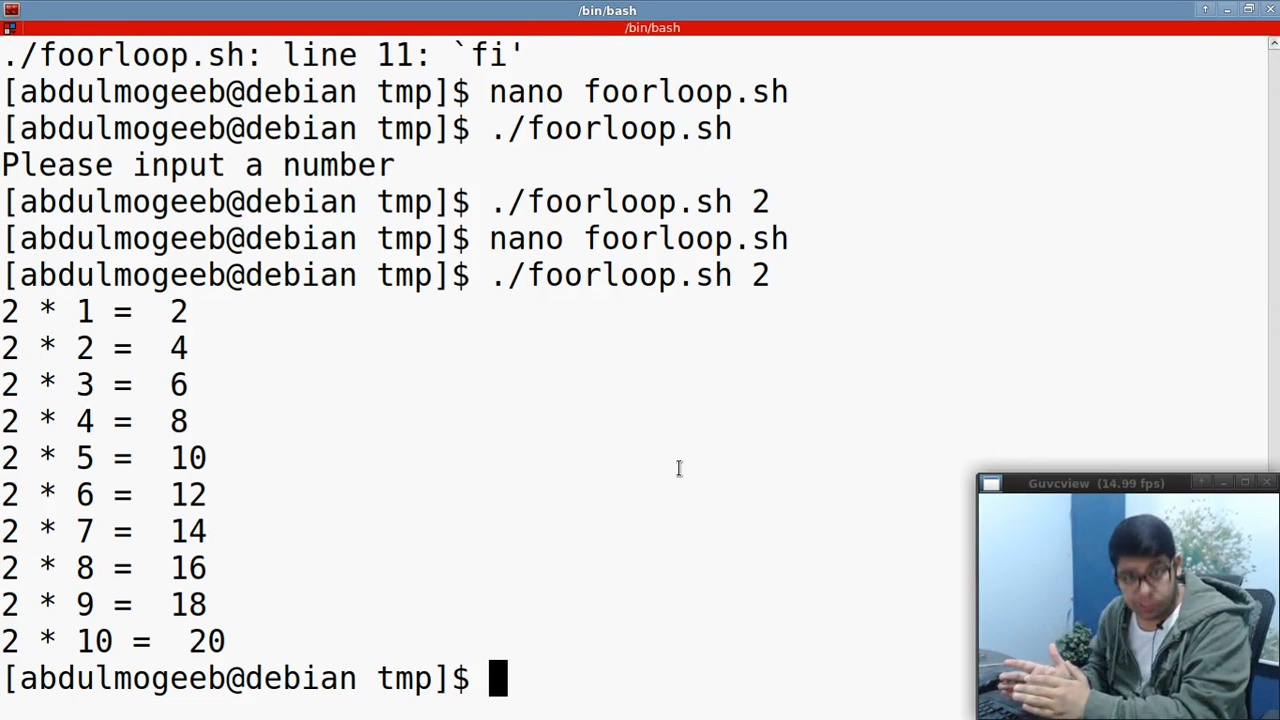 /bin/bash
/bin/bash
./foorloop.sh: line 11: `fi'
[abdulmogeeb@debian tmp]$ nano foorloop.sh
[abdulmogeeb@debian tmp]$ ./foorloop.sh
Please input a number
[abdulmogeeb@debian tmp]$ ./foorloop.sh 2
[abdulmogeeb@debian tmp]$ nano foorloop.sh
[abdulmogeeb@debian tmp]$ ./foorloop.sh 2
2 * 1 =  2
2 * 2 =  4
2 * 3 =  6
2 * 4 =  8
2 * 5 =  10
2 * 6 =  12
2 * 7 =  14
2 * 8 =  16
2 * 9 =  18
2 * 10 =  20
[abdulmogeeb@debian tmp]$
Guvcview (14.99 fps)